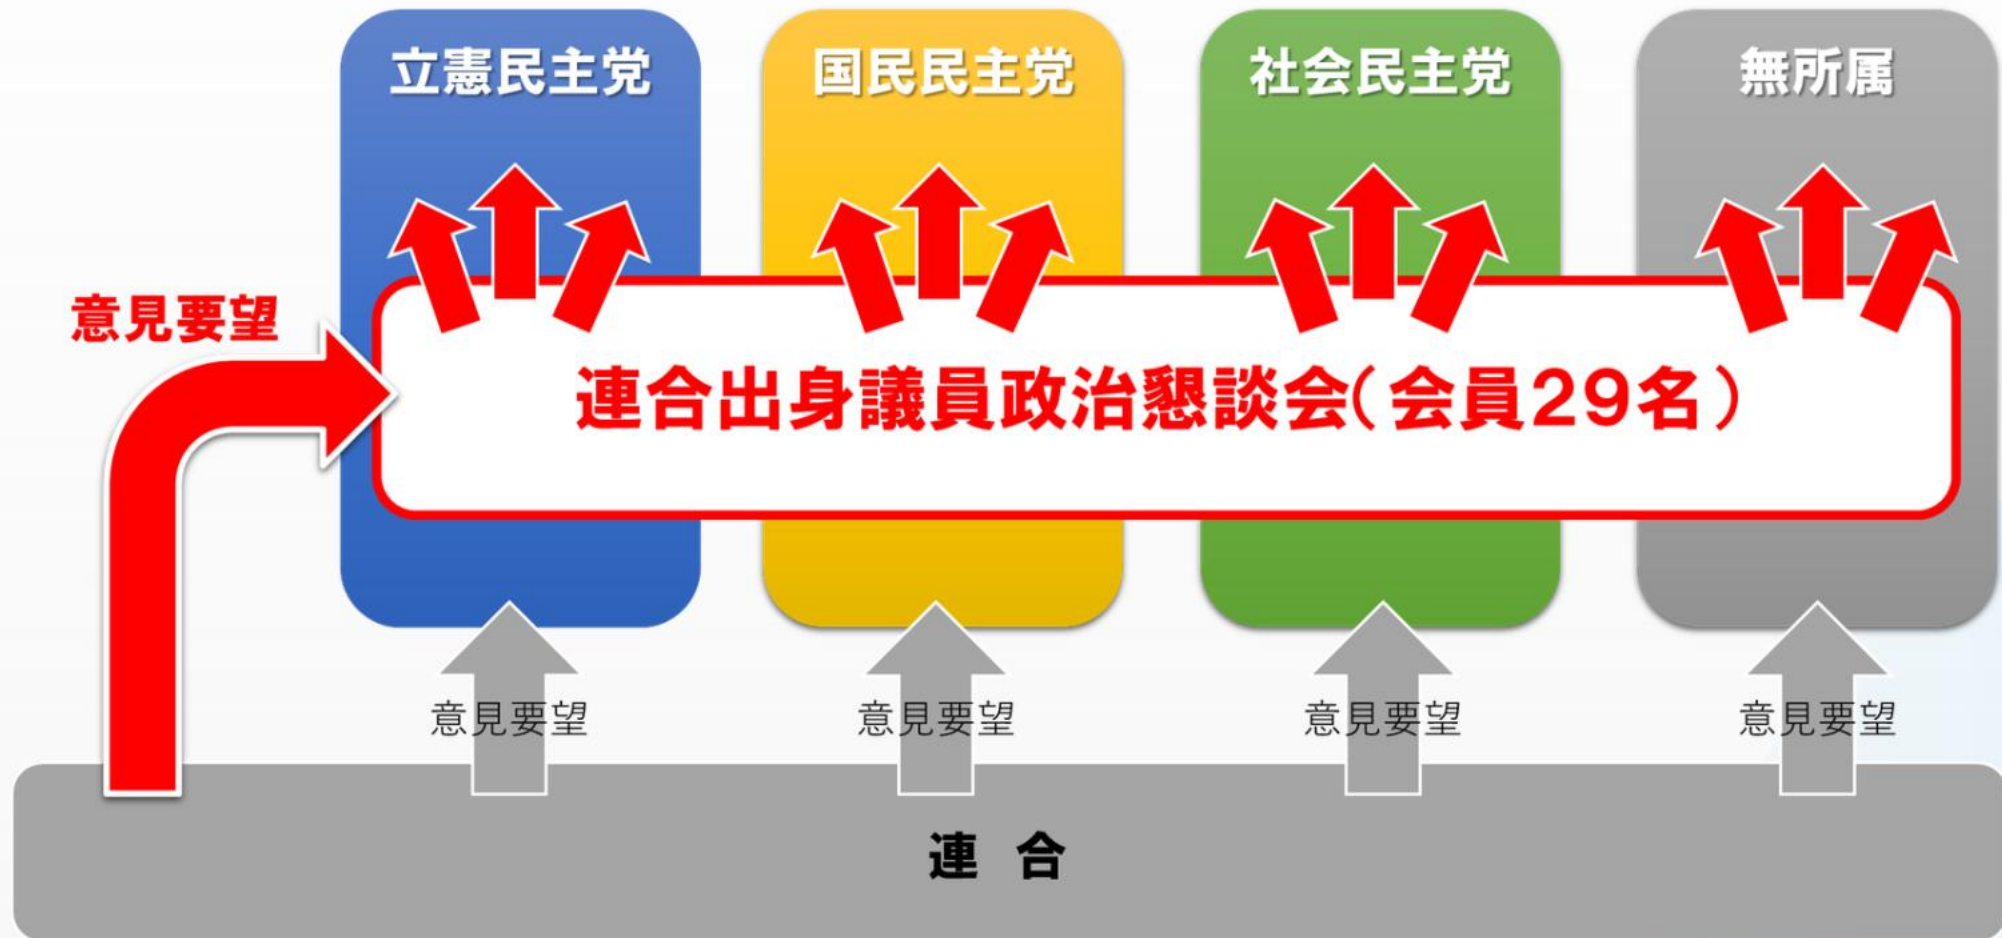 立憲民主党
国民民主党
社会民主党
無所属
意見要望
連合出身議員政治懇談会(会員29名)
意見要望
意見要望
意見要望
意見要望
連 合